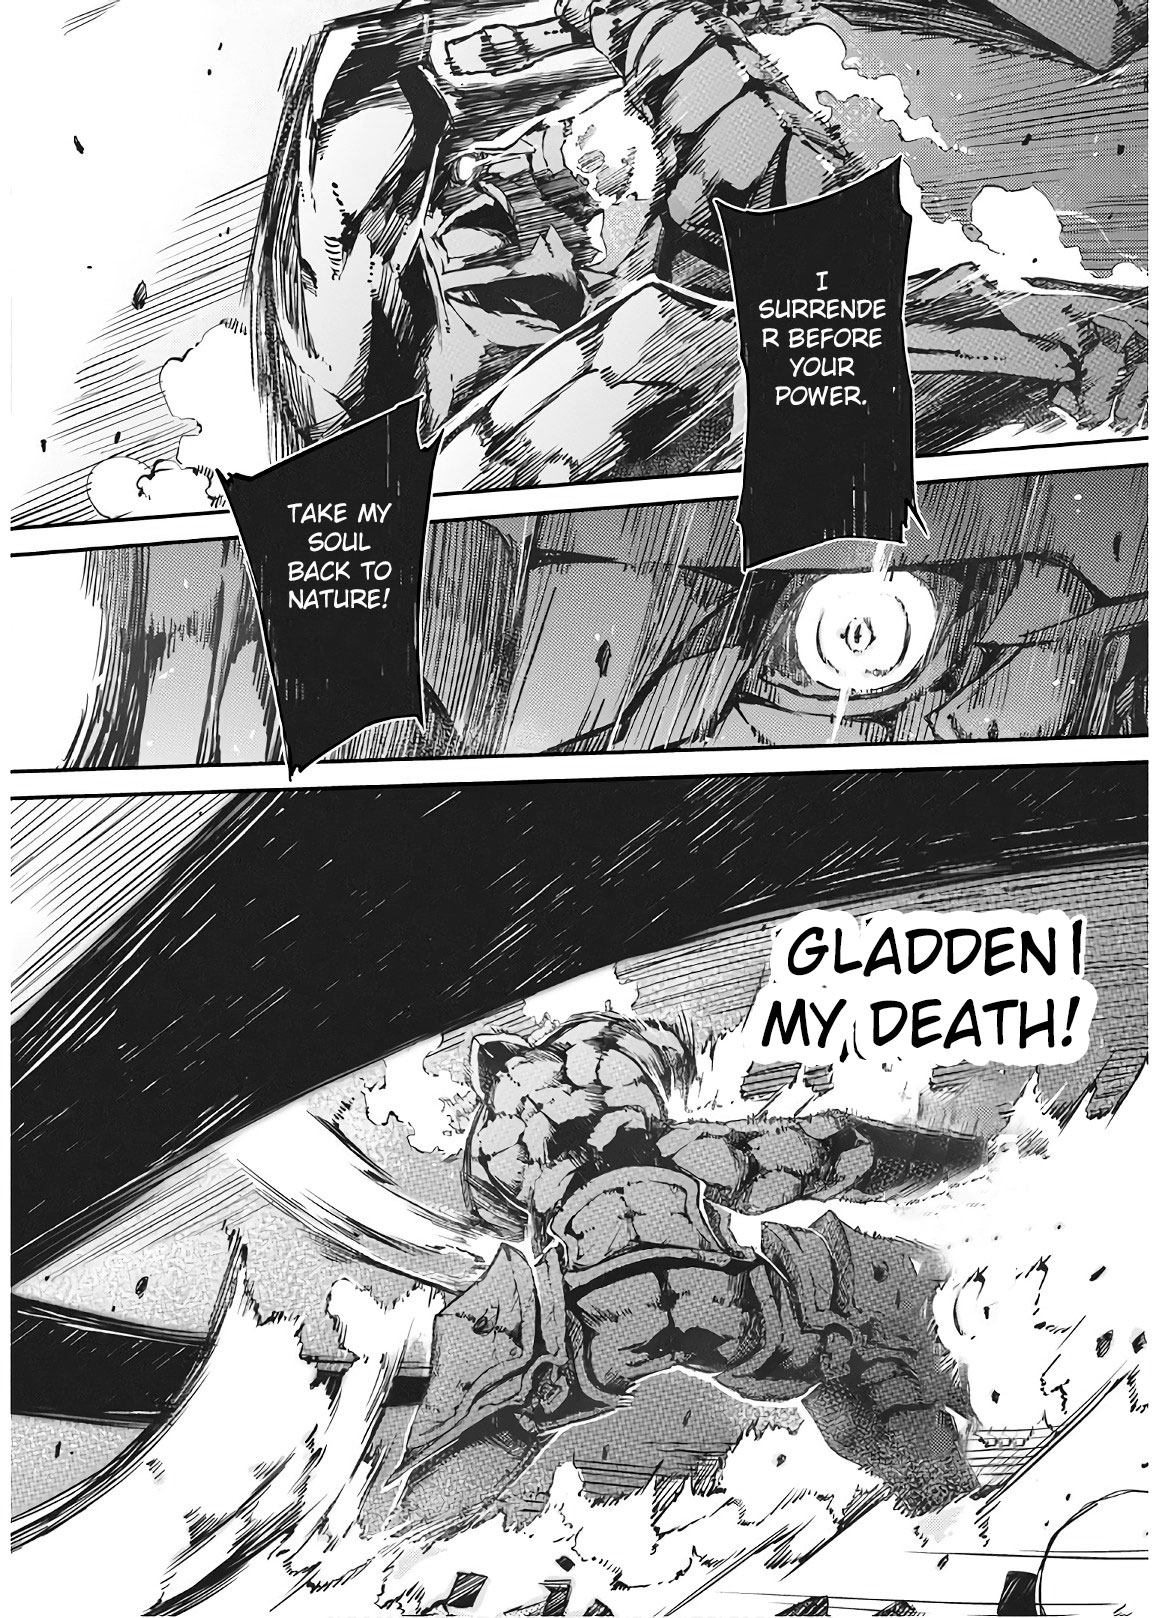 I
SURRENDE
R BEFORE
YOUR
POWER.
TAKE MY
SOUL
BACK TO
NATURE!
GLADDEN
MY DEATH!